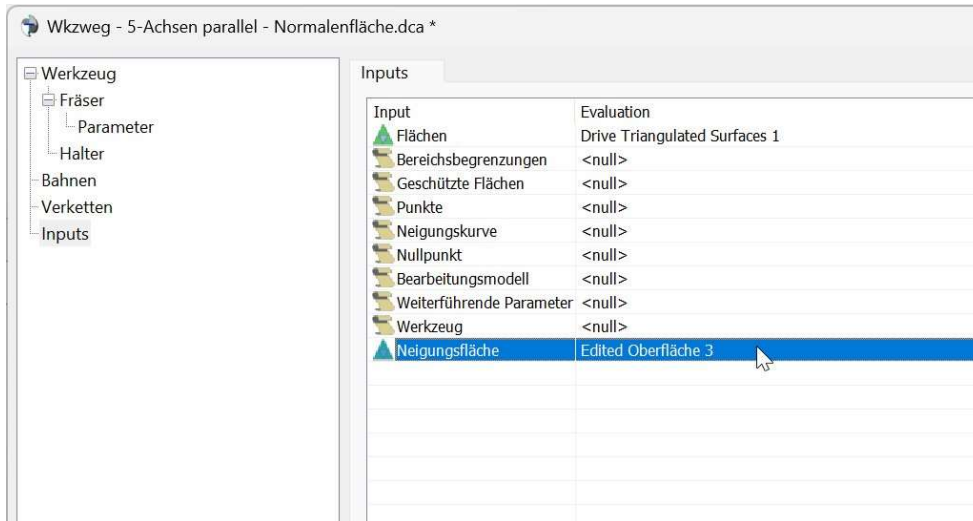 Wkzweg - 5-Achsen parallel - Normalenfläche.dca *
Werkzeug
Fräser
Parameter
Halter
Bahnen
Verketten
Inputs
Inputs
Input Evaluation
Flächen Drive Triangulated Surfaces 1
Bereichsbegrenzungen <null>
Geschützte Flächen <null>
Punkte <null>
Neigungskurve <null>
Nullpunkt <null>
Bearbeitungsmodell <null>
Weiterführende Parameter <null>
Werkzeug <null>
Neigungsfläche Edited Oberfläche 3